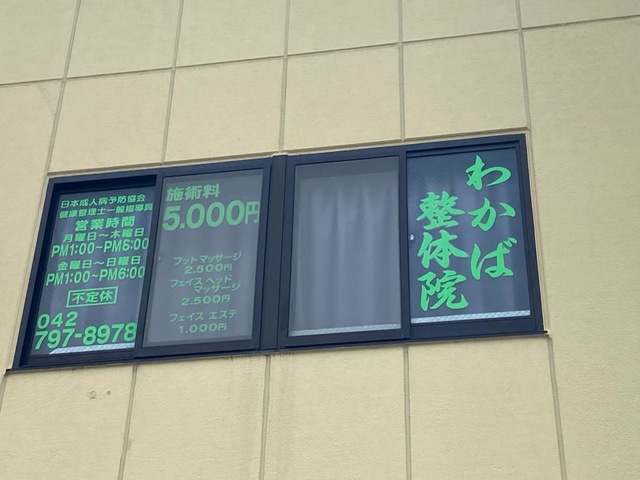 日本成人病予防協会
健康管理士一般指導員
営業時間
月曜日〜木曜日
PM1:00〜PM6:00
金曜日〜日曜日
PM1:00〜PM6:00
不定休
042
797-8978
施術料
5.000円
フットマッサージ
2.500円
フェイスヘッド
マッサージ
2.500円
フェイス エステ
1.000円
わかば
整体院